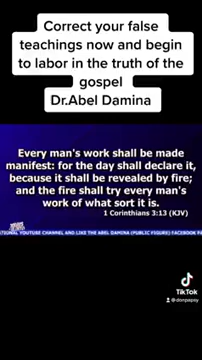 Correct your false
teachings now and begin
to labor in the truth of the
gospel
Dr.Abel Damina
Every man's work shall be made
manifest: for the day shall declare it,
because it shall be revealed by fire;
and the fire shall try every man's
work of what sort it is.
1 Corinthians 3:13 (KJV)
TIONAL YOUTUBE CHANNEL AND LIKE THE ABEL DAMINA (PUBLIC FIGURE) FACEBOOK PA
TikTok
@donpepsy